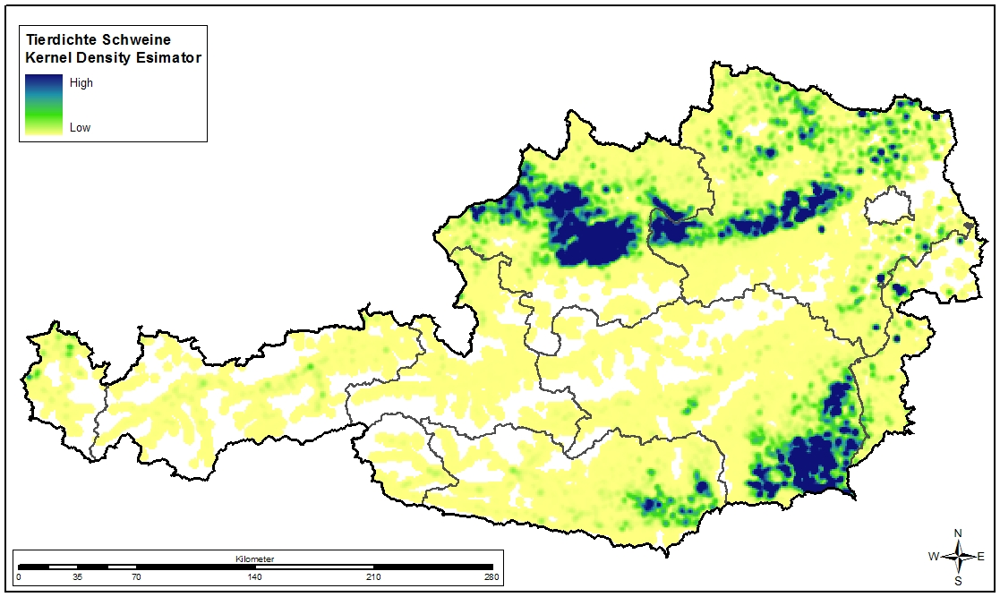 Tierdichte Schweine
Kernel Density Esimator
High
Low
Kilometer
0 35 70 140 210 280
N
W E
S